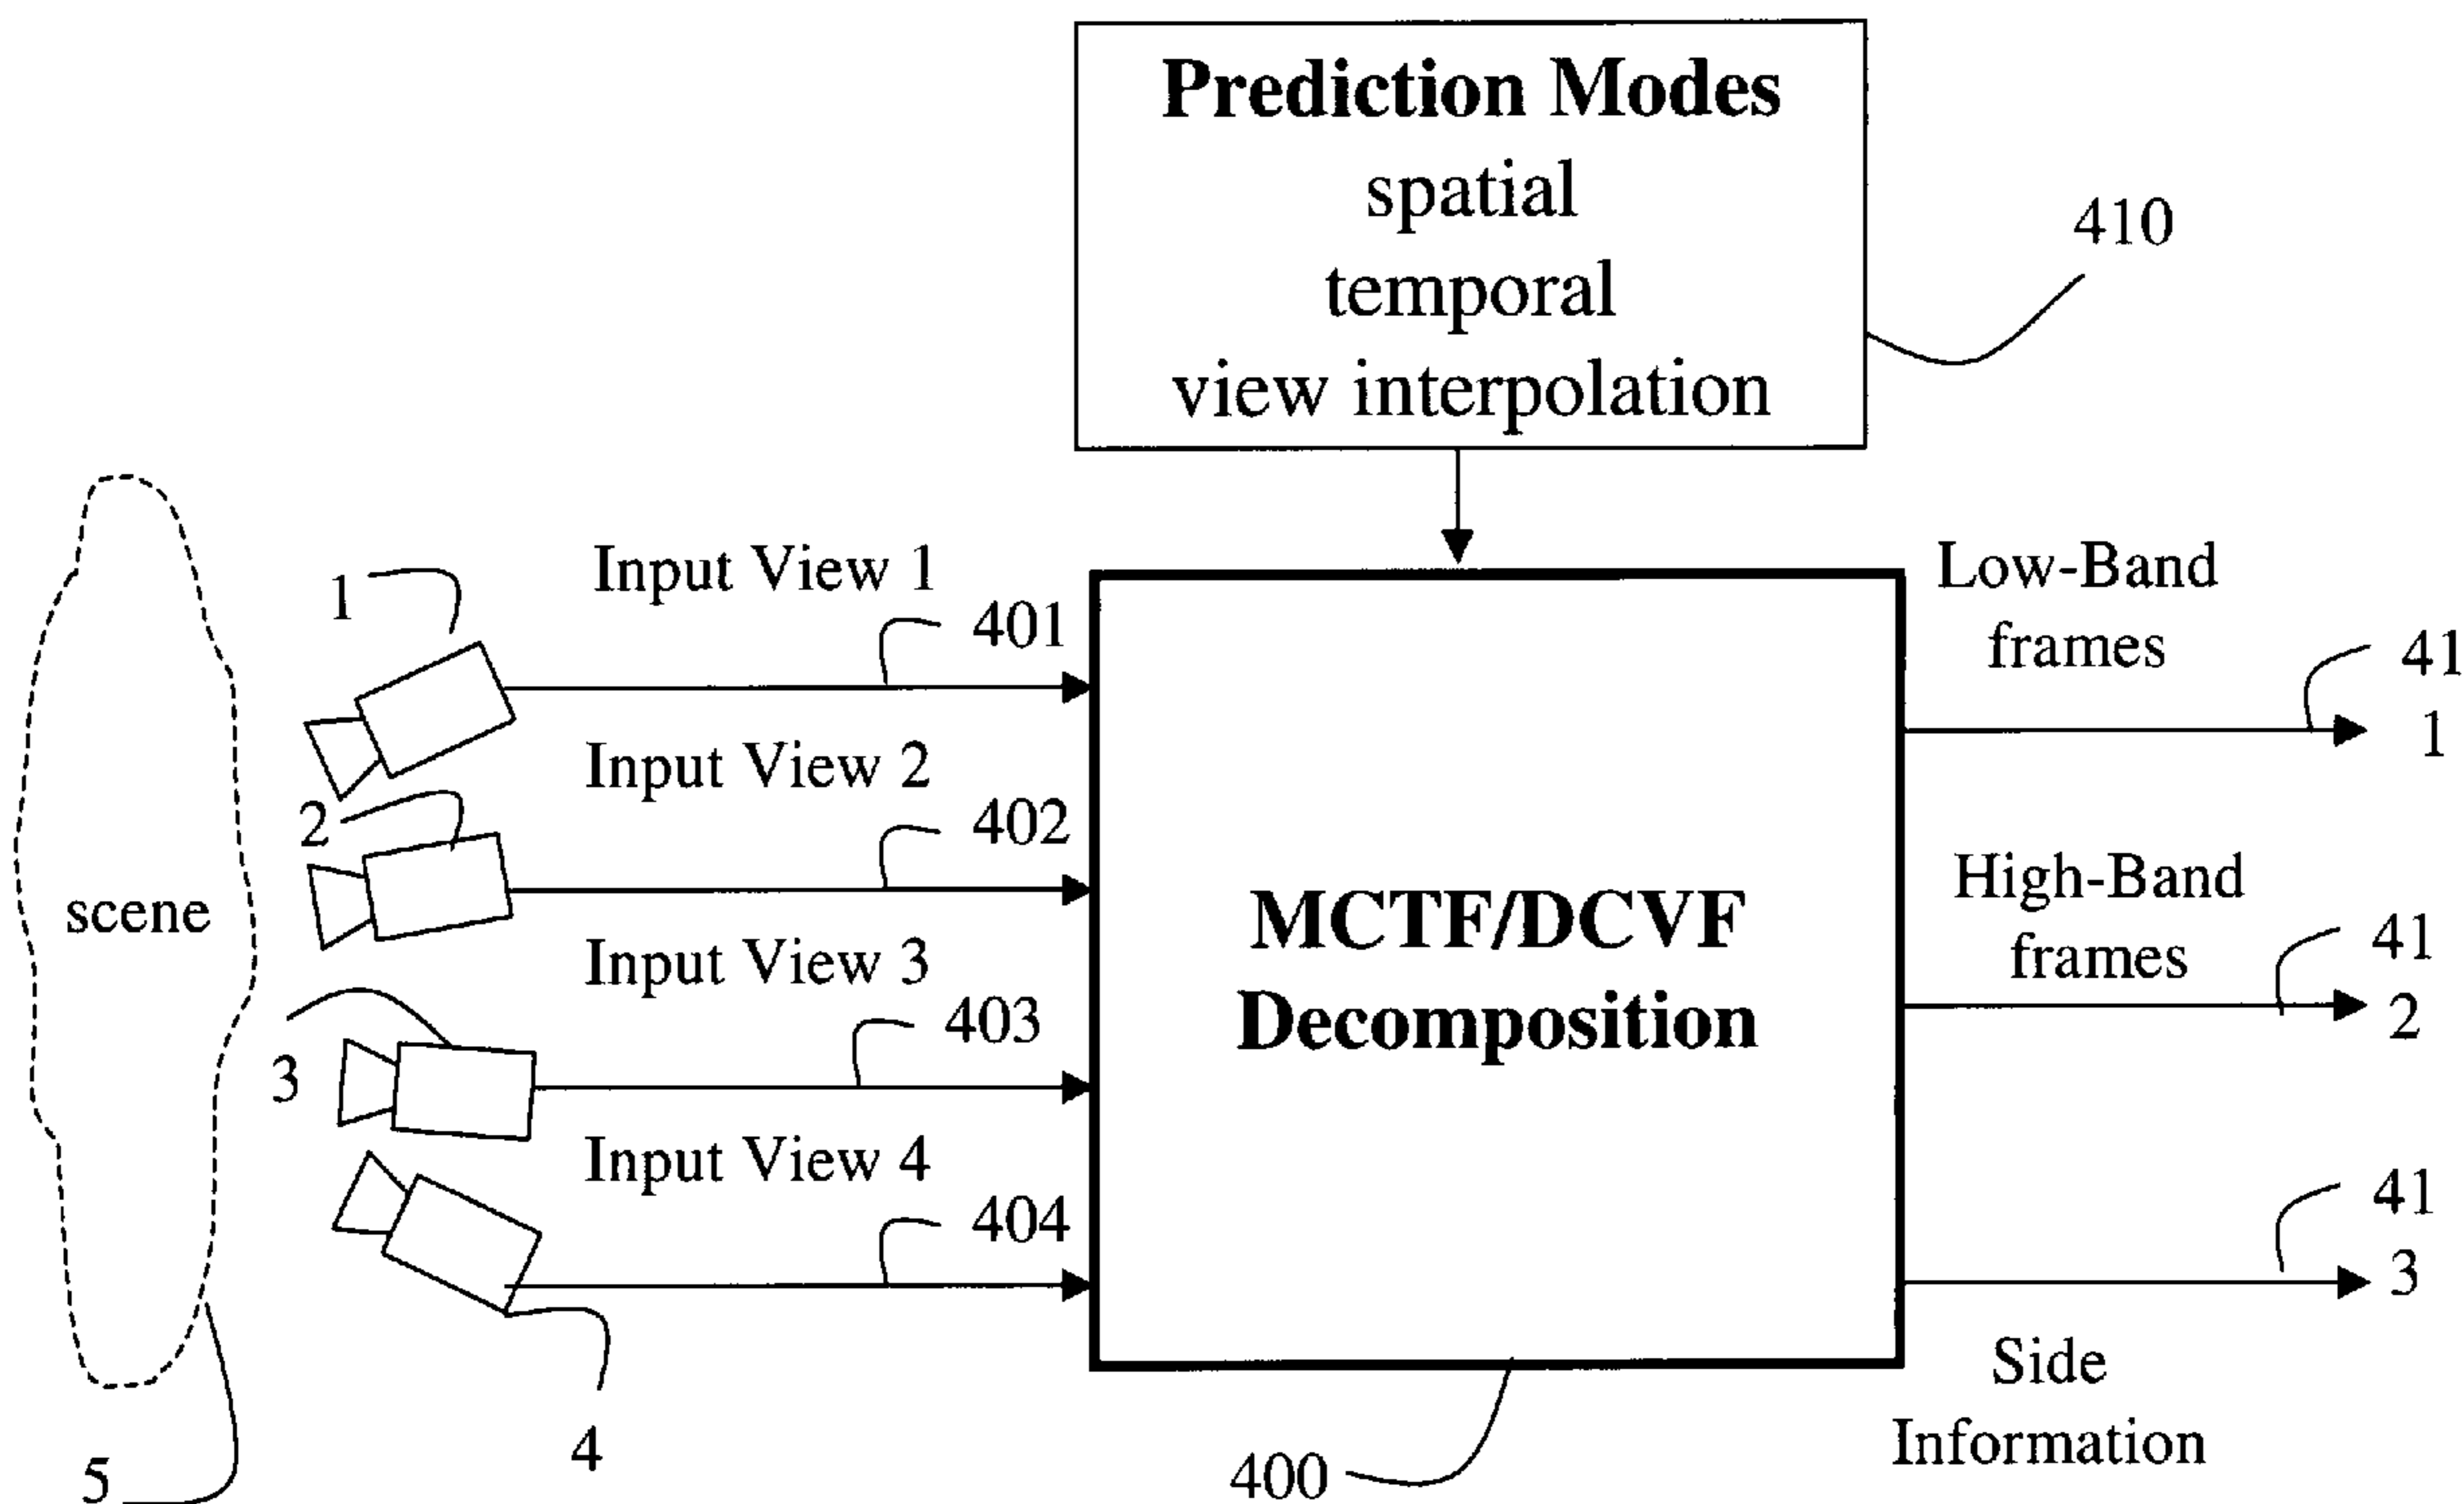 Prediction Modes
spatial
temporal
view interpolation
410
Input View 1
1
401
Input View 2
2
402
Input View 3
3
403
Input View 4
404
4
scene
5
MCTF/DCVF
Decomposition
400
Low-Band
frames
41
1
High-Band
frames
41
2
41
3
Side
Information